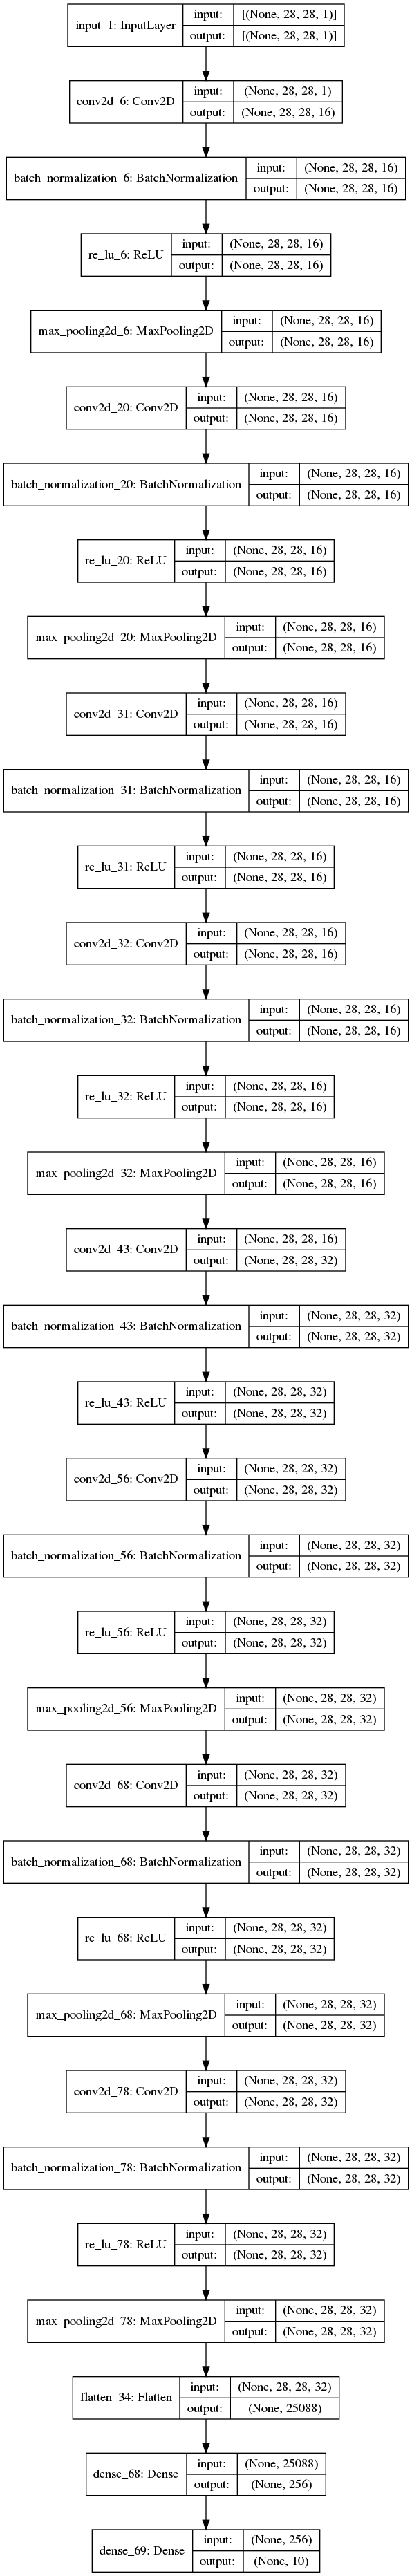 input_1: InputLayer
input: [(None, 28, 28, 1)]
output: [(None, 28, 28, 1)]
conv2d_6: Conv2D
input: (None, 28, 28, 1)
output: (None, 28, 28, 16)
batch_normalization_6: BatchNormalization
input: (None, 28, 28, 16)
output: (None, 28, 28, 16)
re_lu_6: ReLU
input: (None, 28, 28, 16)
output: (None, 28, 28, 16)
max_pooling2d_6: MaxPooling2D
input: (None, 28, 28, 16)
output: (None, 28, 28, 16)
conv2d_20: Conv2D
input: (None, 28, 28, 16)
output: (None, 28, 28, 16)
batch_normalization_20: BatchNormalization
input: (None, 28, 28, 16)
output: (None, 28, 28, 16)
re_lu_20: ReLU
input: (None, 28, 28, 16)
output: (None, 28, 28, 16)
max_pooling2d_20: MaxPooling2D
input: (None, 28, 28, 16)
output: (None, 28, 28, 16)
conv2d_31: Conv2D
input: (None, 28, 28, 16)
output: (None, 28, 28, 16)
batch_normalization_31: BatchNormalization
input: (None, 28, 28, 16)
output: (None, 28, 28, 16)
re_lu_31: ReLU
input: (None, 28, 28, 16)
output: (None, 28, 28, 16)
conv2d_32: Conv2D
input: (None, 28, 28, 16)
output: (None, 28, 28, 16)
batch_normalization_32: BatchNormalization
input: (None, 28, 28, 16)
output: (None, 28, 28, 16)
re_lu_32: ReLU
input: (None, 28, 28, 16)
output: (None, 28, 28, 16)
max_pooling2d_32: MaxPooling2D
input: (None, 28, 28, 16)
output: (None, 28, 28, 16)
conv2d_43: Conv2D
input: (None, 28, 28, 16)
output: (None, 28, 28, 32)
batch_normalization_43: BatchNormalization
input: (None, 28, 28, 32)
output: (None, 28, 28, 32)
re_lu_43: ReLU
input: (None, 28, 28, 32)
output: (None, 28, 28, 32)
conv2d_56: Conv2D
input: (None, 28, 28, 32)
output: (None, 28, 28, 32)
batch_normalization_56: BatchNormalization
input: (None, 28, 28, 32)
output: (None, 28, 28, 32)
re_lu_56: ReLU
input: (None, 28, 28, 32)
output: (None, 28, 28, 32)
max_pooling2d_56: MaxPooling2D
input: (None, 28, 28, 32)
output: (None, 28, 28, 32)
conv2d_68: Conv2D
input: (None, 28, 28, 32)
output: (None, 28, 28, 32)
batch_normalization_68: BatchNormalization
input: (None, 28, 28, 32)
output: (None, 28, 28, 32)
re_lu_68: ReLU
input: (None, 28, 28, 32)
output: (None, 28, 28, 32)
max_pooling2d_68: MaxPooling2D
input: (None, 28, 28, 32)
output: (None, 28, 28, 32)
conv2d_78: Conv2D
input: (None, 28, 28, 32)
output: (None, 28, 28, 32)
batch_normalization_78: BatchNormalization
input: (None, 28, 28, 32)
output: (None, 28, 28, 32)
re_lu_78: ReLU
input: (None, 28, 28, 32)
output: (None, 28, 28, 32)
max_pooling2d_78: MaxPooling2D
input: (None, 28, 28, 32)
output: (None, 28, 28, 32)
flatten_34: Flatten
input: (None, 28, 28, 32)
output: (None, 25088)
dense_68: Dense
input: (None, 25088)
output: (None, 256)
dense_69: Dense
input: (None, 256)
output: (None, 10)